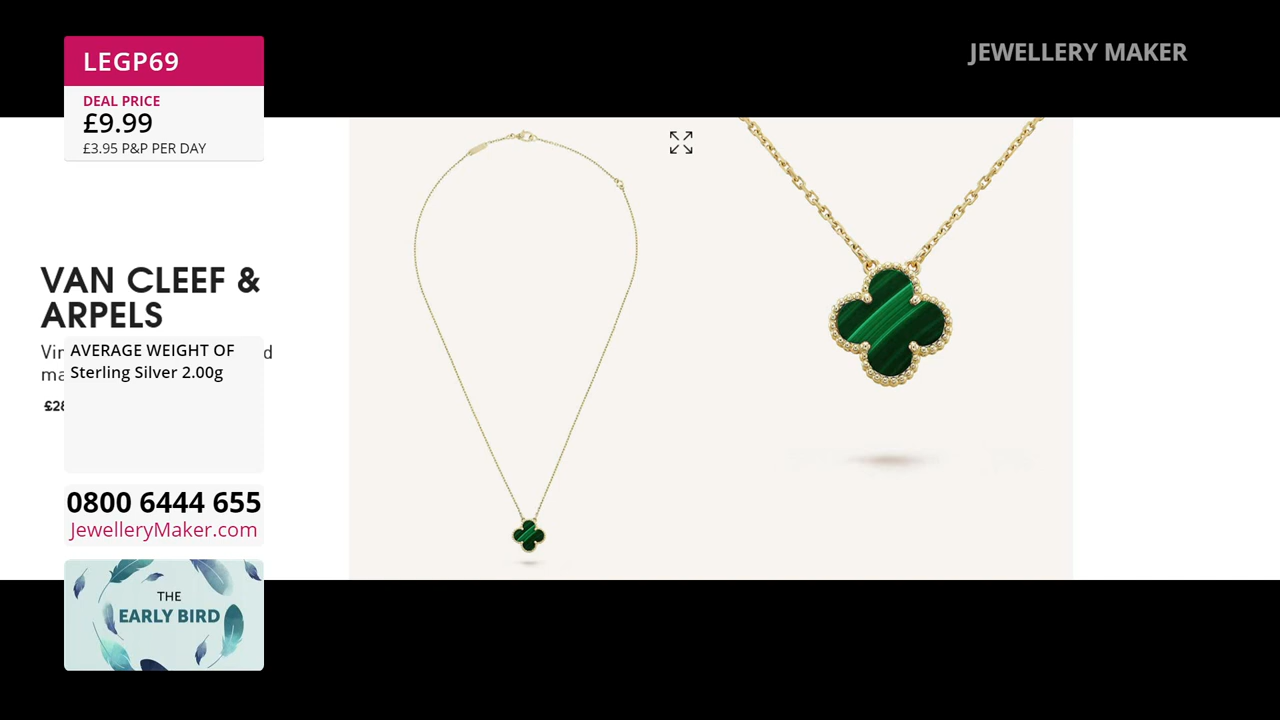 LEGP69
DEAL PRICE
£9.99
£3.95 P&P PER DAY
JEWELLERY MAKER
VAN CLEEF &
ARPELS
AVERAGE WEIGHT OF
Sterling Silver 2.00g
0800 6444 655
JewelleryMaker.com
THE
EARLY BIRD